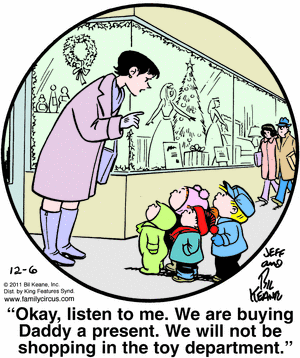 12-6
© 2011 Bil Keane, Inc.
Dist. by King Features Synd.
www.familycircus.com
JEFF
and
BIL
KEANE
“Okay, listen to me. We are buying
Daddy a present. We will not be
shopping in the toy department.”